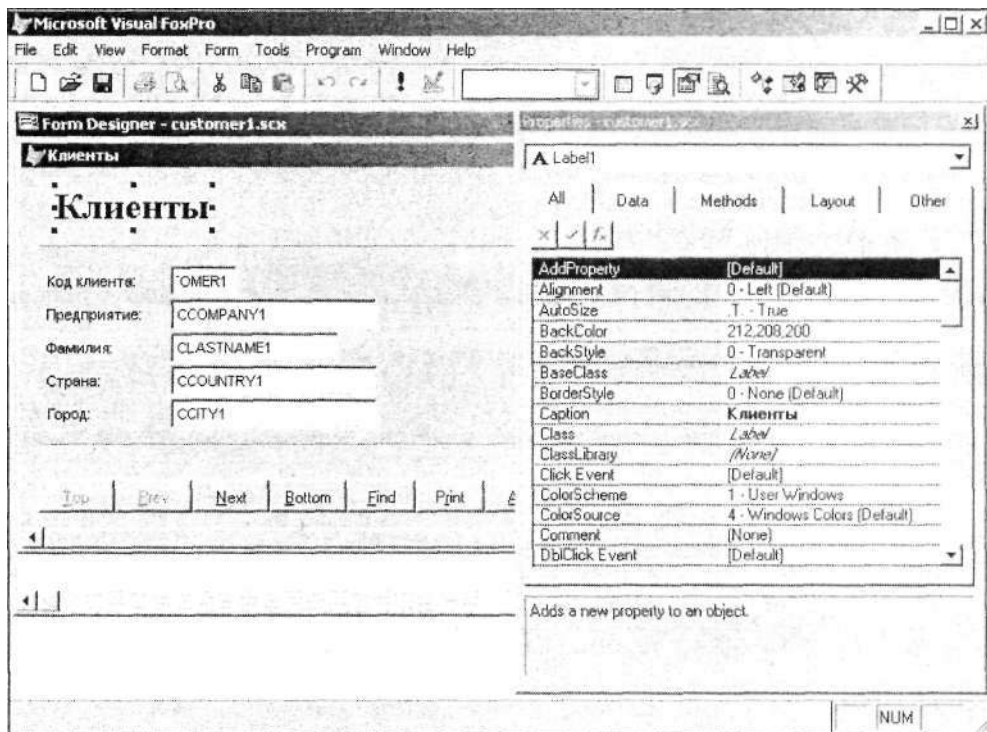 Microsoft Visual FoxPro
File Edit View Format Form Tools Program Window Help
Form Designer - customer1.scx
Properties - customer1.scx
Клиенты
A Label1
Клиенты
All Data Methods Layout Other
Код клиента: 'OMER1
Предприятие: CCOMPANY1
Фамилия: CLASTNAME1
Страна: CCOUNTRY1
Город: CCITY1
Top Prev Next Bottom Find Print A
AddProperty [Default]
Alignment 0 - Left (Default)
AutoSize .T. - True
BackColor 212,208,200
BackStyle 0 - Transparent
BaseClass Label
BorderStyle 0 - None (Default)
Caption Клиенты
Class Label
ClassLibrary (None)
Click Event [Default]
ColorScheme 1 - User Windows
ColorSource 4 - Windows Colors (Default)
Comment (None)
DblClick Event [Default]
Adds a new property to an object.
NUM